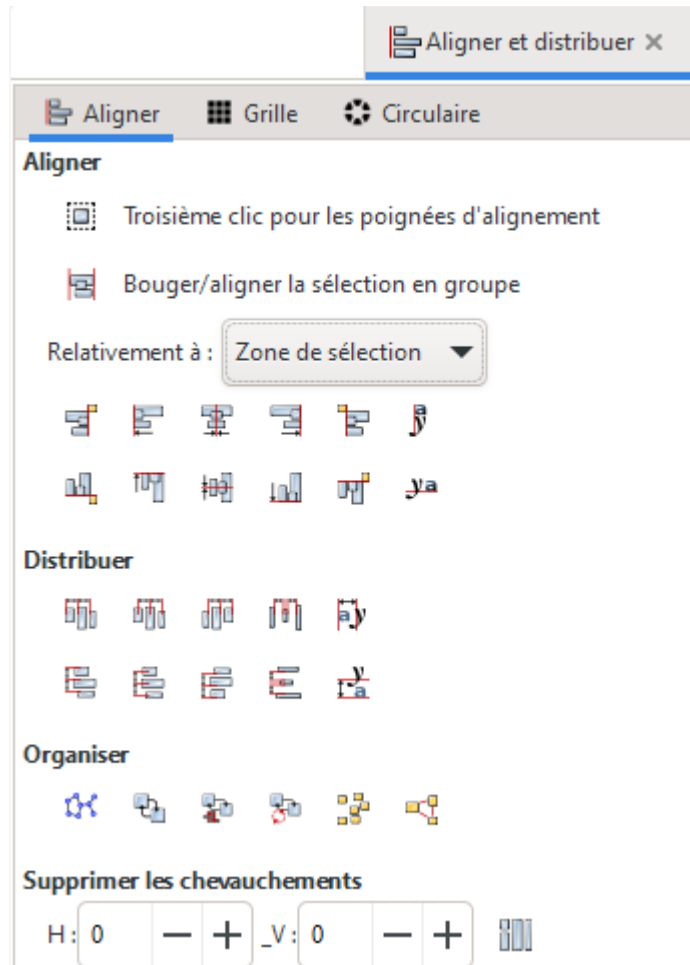 Aligner et distribuer
Aligner Grille Circulaire
Aligner
Troisième clic pour les poignées d'alignement
Bouger/aligner la sélection en groupe
Relativement à : Zone de sélection
Distribuer
Organiser
Supprimer les chevauchements
H : 0 _V : 0